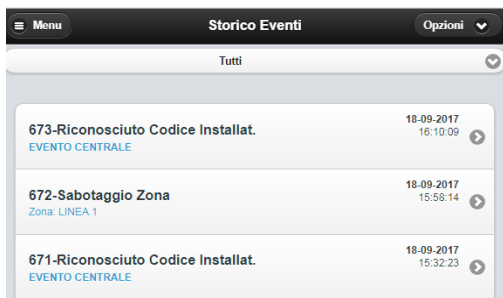 Menu Storico Eventi Opzioni
Tutti
673-Riconosciuto Codice Installat. 18-09-2017
EVENTO CENTRALE 16:10:09
672-Sabotaggio Zona 18-09-2017
Zona: LINEA 1 15:58:14
671-Riconosciuto Codice Installat. 18-09-2017
EVENTO CENTRALE 15:32:23